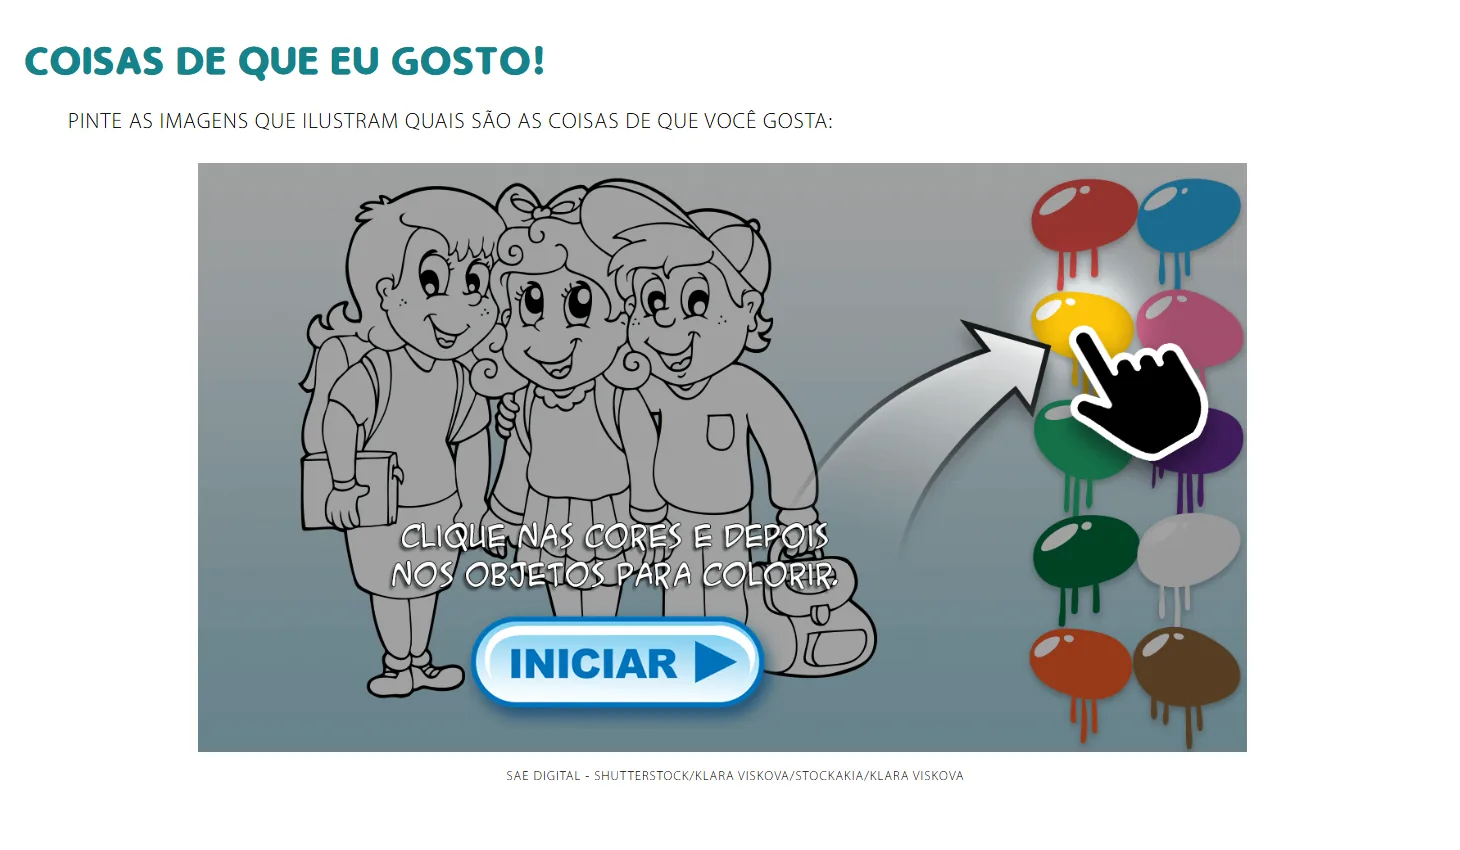 COISAS DE QUE EU GOSTO!
PINTE AS IMAGENS QUE ILUSTRAM QUAIS SÃO AS COISAS DE QUE VOCÊ GOSTA:
CLIQUE NAS CORES E DEPOIS
NOS OBJETOS PARA COLORIR.
INICIAR
SAE DIGITAL - SHUTTERSTOCK/KLARA VISKOVA/STOCKAKIA/KLARA VISKOVA